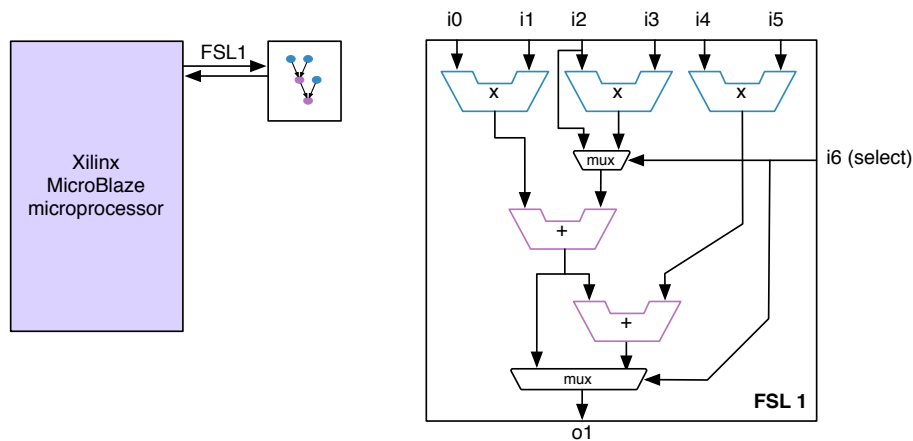 FSL1
Xilinx
MicroBlaze
microprocessor
i0 i1 i2 i3 i4 i5
x x x
mux
i6 (select)
+
+
mux
FSL 1
o1